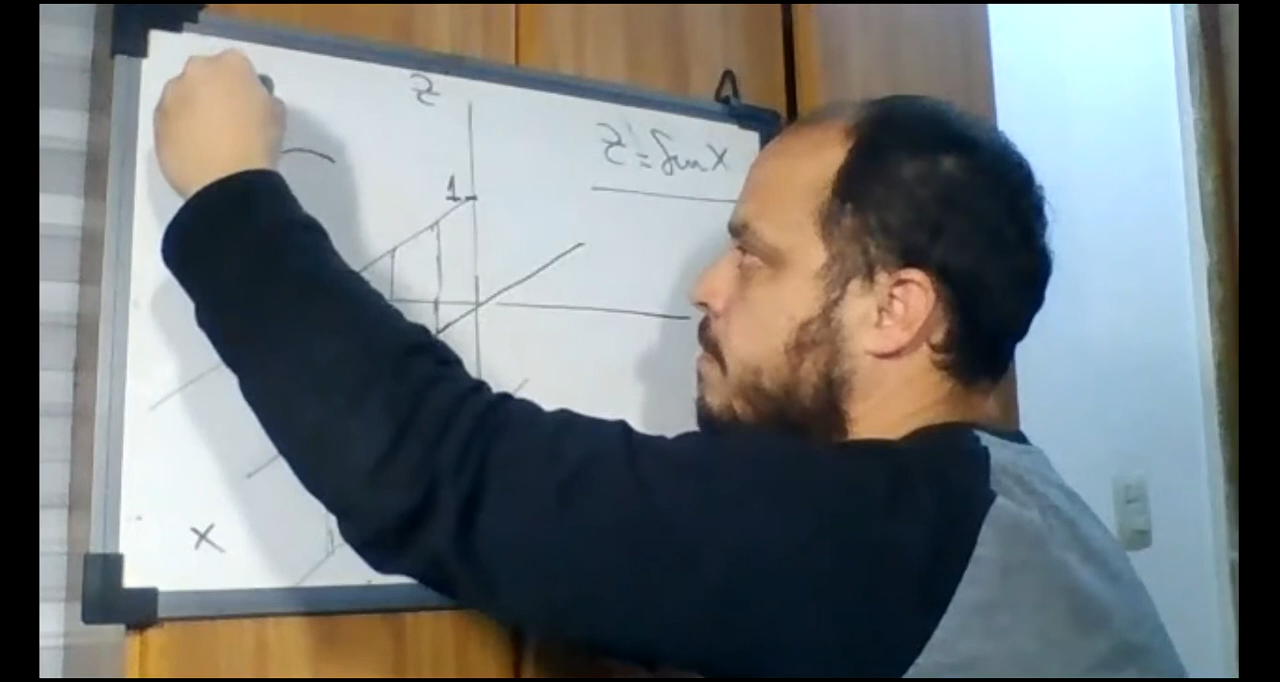 z
z = sen x
1
x